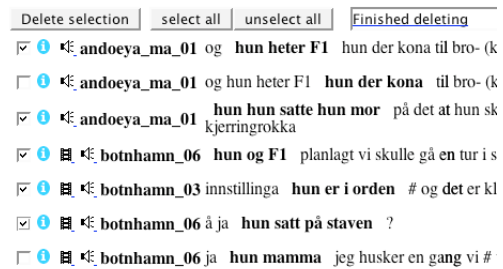 Delete selection select all unselect all Finished deleting
andoeya_ma_01 og hun heter F1 hun der kona til bro- (k
andoeya_ma_01 og hun heter F1 hun der kona til bro- (k
andoeya_ma_01 hun hun satte hun mor på det at hun sk
kjerringrokka
botnhamn_06 hun og F1 planlagt vi skulle gå en tur i s
botnhamn_03 innstillinga hun er i orden # og det er kl
botnhamn_06 å ja hun satt på staven ?
botnhamn_06 ja hun mamma jeg husker en gang vi #